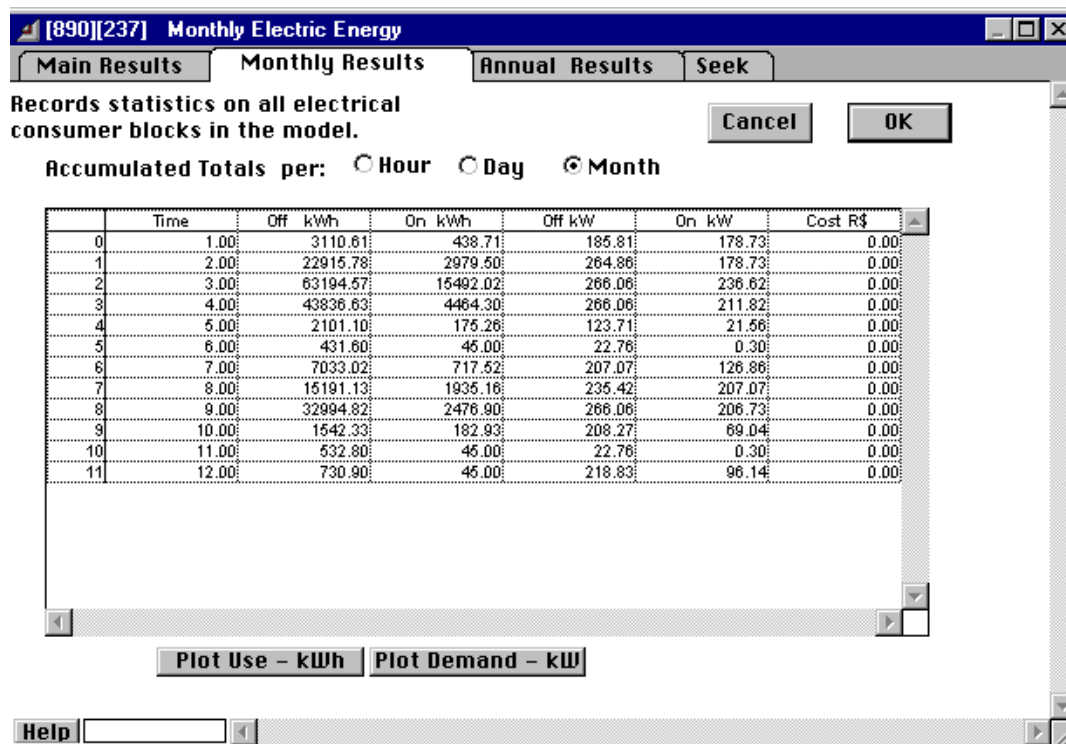 [890][237] Monthly Electric Energy
Main Results Monthly Results Annual Results Seek
Records statistics on all electrical
consumer blocks in the model.
Cancel OK
Accumulated Totals per: Hour Day Month
Time Off kWh On kWh Off kW On kW Cost R$
0 1.00 3110.61 438.71 185.81 178.73 0.00
1 2.00 22915.78 2979.50 264.86 178.73 0.00
2 3.00 63194.57 15492.02 266.06 236.62 0.00
3 4.00 43836.63 4464.30 266.06 211.82 0.00
4 5.00 2101.10 175.26 123.71 21.56 0.00
5 6.00 431.60 45.00 22.76 0.30 0.00
6 7.00 7033.02 717.52 207.07 126.86 0.00
7 8.00 15191.13 1935.16 235.42 207.07 0.00
8 9.00 32994.82 2476.90 266.06 206.73 0.00
9 10.00 1542.33 182.93 208.27 69.04 0.00
10 11.00 532.80 45.00 22.76 0.30 0.00
11 12.00 730.90 45.00 218.83 96.14 0.00
Plot Use - kWh Plot Demand - kW
Help